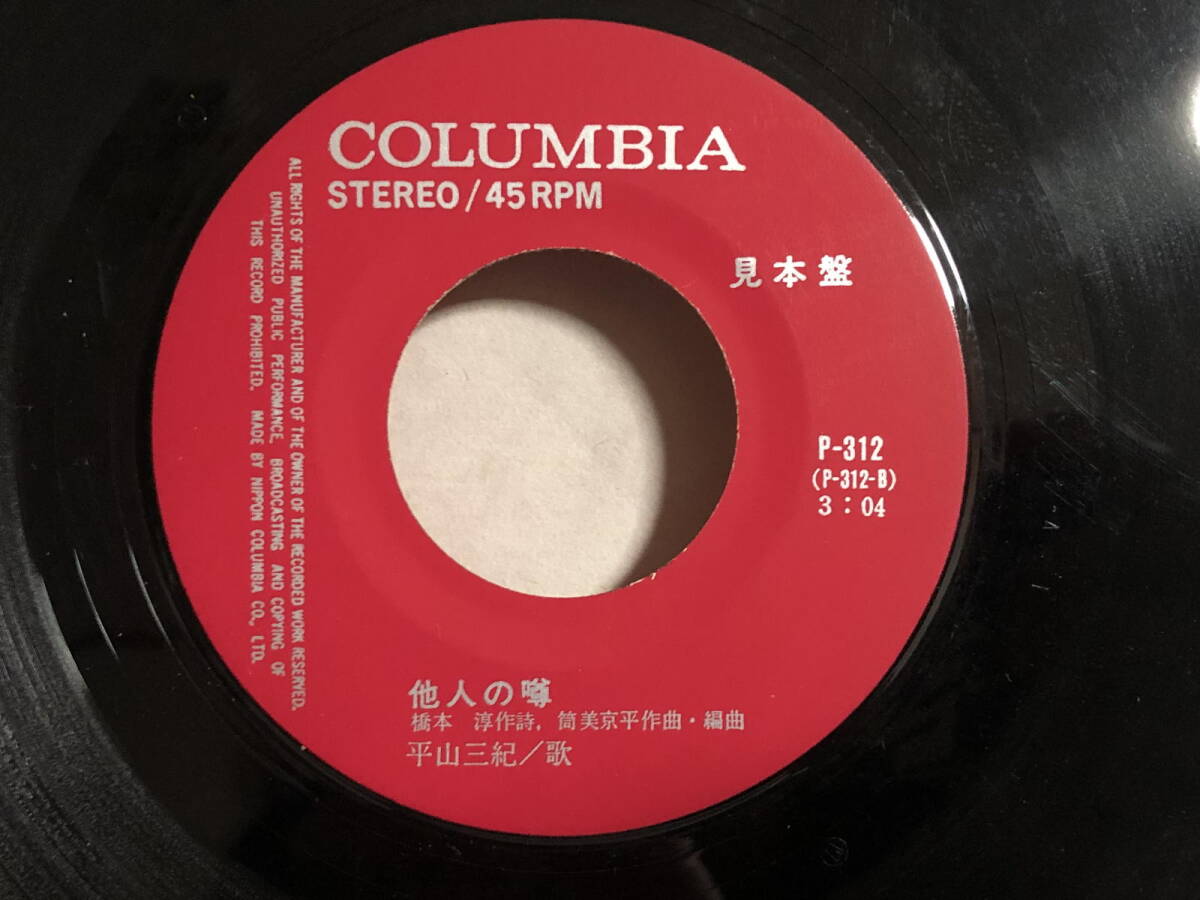 COLUMBIA
STEREO/45 RPM
見本盤
P-312
(P-312-B)
3:04
ALL RIGHTS OF THE MANUFACTURER AND OF THE OWNER OF THE RECORDED WORK RESERVED.
UNAUTHORIZED PUBLIC PERFORMANCE, BROADCASTING AND COPYING OF
THIS RECORD PROHIBITED. MADE BY NIPPON COLUMBIA CO., LTD.
他人の噂
橋本 淳作詩, 筒美京平作曲・編曲
平山三紀/歌